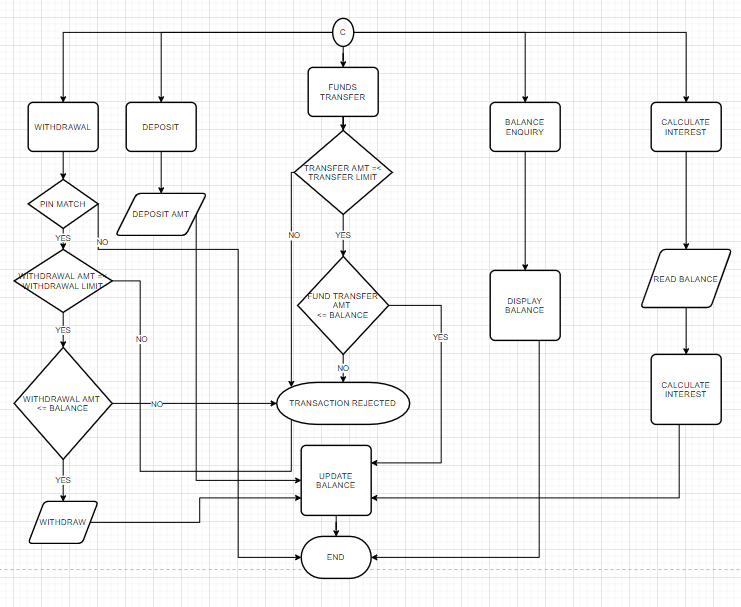 C
FUNDS
TRANSFER
WITHDRAWAL
DEPOSIT
BALANCE
ENQUIRY
CALCULATE
INTEREST
TRANSFER AMT =<
TRANSFER LIMIT
PIN MATCH
DEPOSIT AMT
NO
YES
NO
YES
WITHDRAWAL AMT =<
WITHDRAWAL LIMIT
READ BALANCE
FUND TRANSFER
AMT
<= BALANCE
DISPLAY
BALANCE
YES
NO
YES
NO
CALCULATE
INTEREST
WITHDRAWAL AMT
<= BALANCE
NO
TRANSACTION REJECTED
YES
UPDATE
BALANCE
WITHDRAW
END